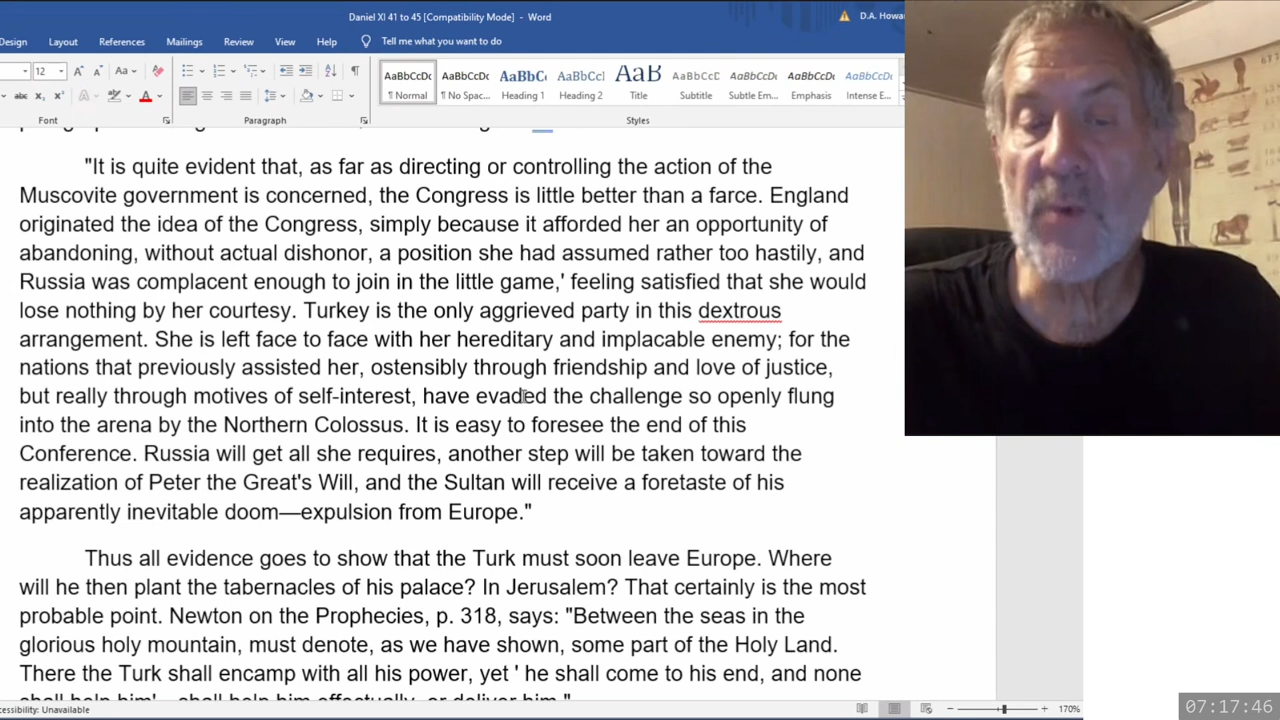 Daniel XI 41 to 45 [Compatibility Mode] - Word
D.A. Howar
Design Layout References Mailings Review View Help Tell me what you want to do
12 Aa
AaBbCcDc AaBbCcDc AaBbC AaBbCcI AaB AaBbCcD AaBbCcDc AaBbCcDc AaBbCcDc
¶ Normal ¶ No Spac... Heading 1 Heading 2 Title Subtitle Subtle Em... Emphasis Intense E...
Font Paragraph Styles
"It is quite evident that, as far as directing or controlling the action of the
Muscovite government is concerned, the Congress is little better than a farce. England
originated the idea of the Congress, simply because it afforded her an opportunity of
abandoning, without actual dishonor, a position she had assumed rather too hastily, and
Russia was complacent enough to join in the little game,' feeling satisfied that she would
lose nothing by her courtesy. Turkey is the only aggrieved party in this dextrous
arrangement. She is left face to face with her hereditary and implacable enemy; for the
nations that previously assisted her, ostensibly through friendship and love of justice,
but really through motives of self-interest, have evaded the challenge so openly flung
into the arena by the Northern Colossus. It is easy to foresee the end of this
Conference. Russia will get all she requires, another step will be taken toward the
realization of Peter the Great's Will, and the Sultan will receive a foretaste of his
apparently inevitable doom—expulsion from Europe."
Thus all evidence goes to show that the Turk must soon leave Europe. Where
will he then plant the tabernacles of his palace? In Jerusalem? That certainly is the most
probable point. Newton on the Prophecies, p. 318, says: "Between the seas in the
glorious holy mountain, must denote, as we have shown, some part of the Holy Land.
There the Turk shall encamp with all his power, yet ' he shall come to his end, and none
shall help him'—shall help him effectually, or deliver him."
cessibility: Unavailable
170%
07:17:46